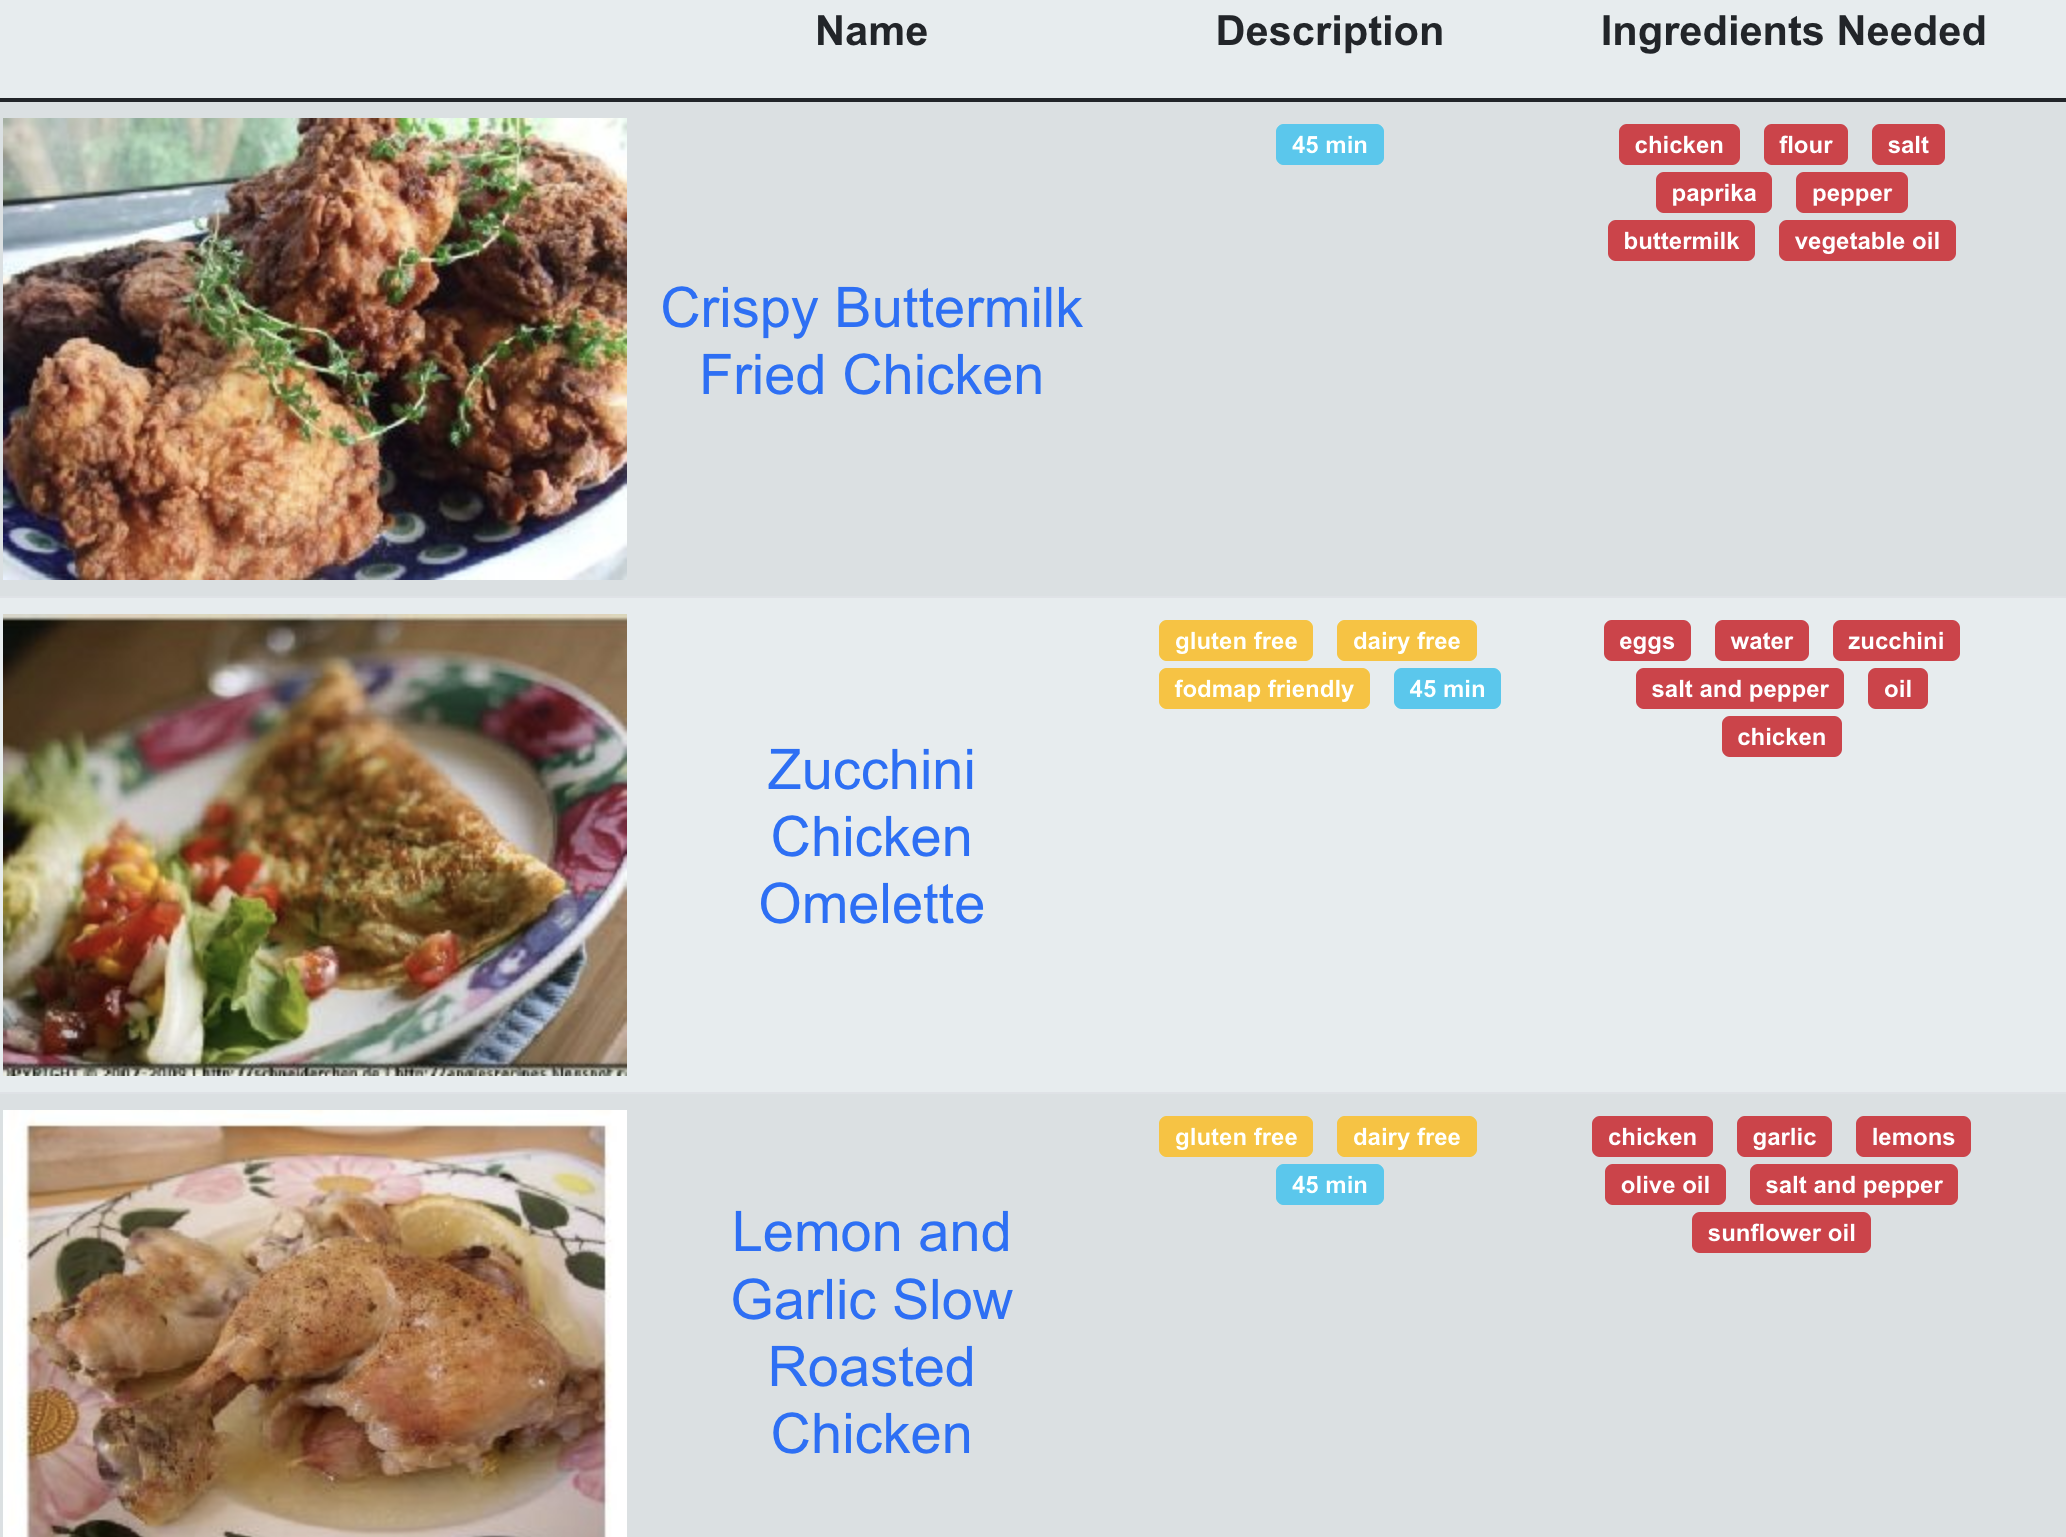 Name Description Ingredients Needed
Crispy Buttermilk
Fried Chicken
45 min
chicken flour salt
paprika pepper
buttermilk vegetable oil
Zucchini
Chicken
Omelette
gluten free dairy free
fodmap friendly 45 min
eggs water zucchini
salt and pepper oil
chicken
Lemon and
Garlic Slow
Roasted
Chicken
gluten free dairy free
45 min
chicken garlic lemons
olive oil salt and pepper
sunflower oil